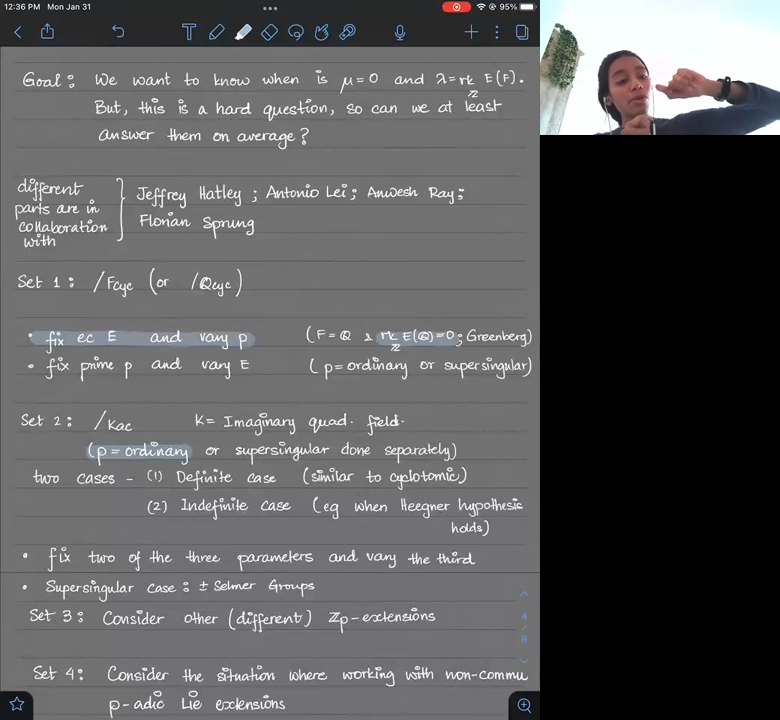 12:36 PM Mon Jan 31
95%
Goal: We want to know when is μ=0 and λ=rk_ℤ E(F).
But, this is a hard question, so can we at least
answer them on average?
different
parts are in
collaboration
with
Jeffrey Hatley; Antonio Lei; Anwesh Ray;
Florian Sprung
Set 1: /Fcyc (or /ℚcyc)
• fix ec E and vary p (F=ℚ & rk_ℤ E(ℚ)=0; Greenberg)
• fix prime p and vary E (p=ordinary or supersingular)
Set 2: /Kac K= Imaginary quad. field.
(p=ordinary or supersingular done separately)
two cases - (1) Definite case (similar to cyclotomic)
(2) Indefinite case (eg when Heegner hypothesis
holds)
• fix two of the three parameters and vary the third
• Supersingular case: ± Selmer Groups
Set 3: Consider other (different) ℤp-extensions
Set 4: Consider the situation where working with non-commu
p-adic Lie extensions
4
/
8